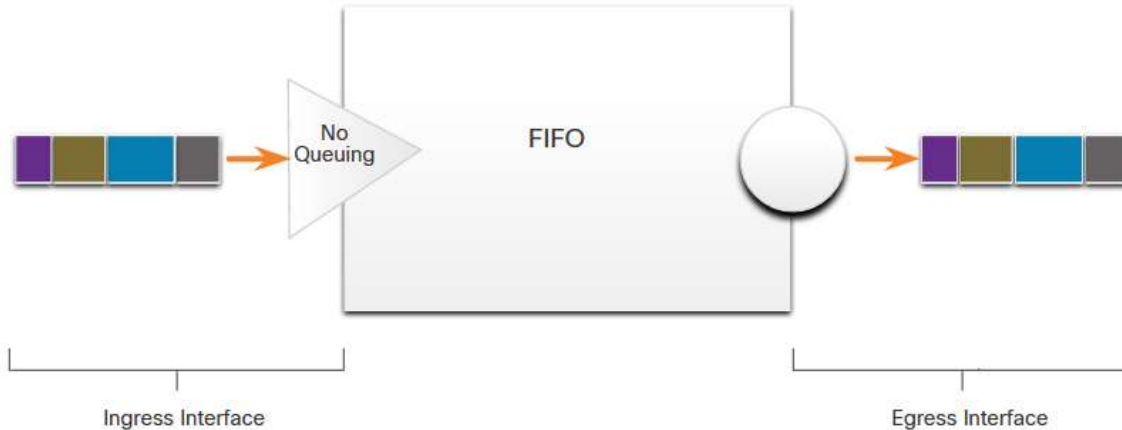 No
Queuing
FIFO
Ingress Interface
Egress Interface